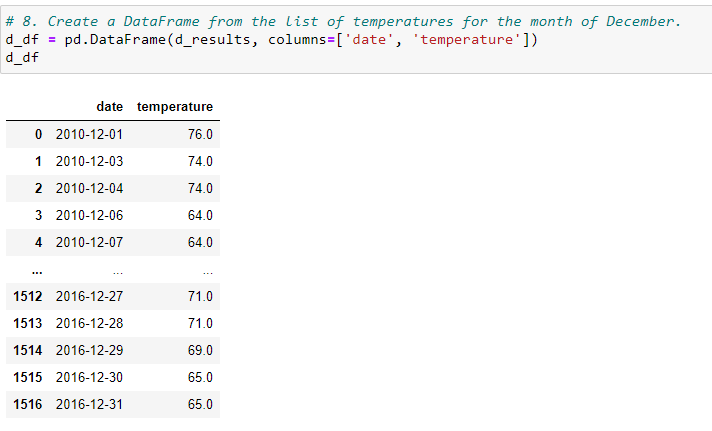 # 8. Create a DataFrame from the list of temperatures for the month of December.
d_df = pd.DataFrame(d_results, columns=['date', 'temperature'])
d_df
date temperature
0 2010-12-01 76.0
1 2010-12-03 74.0
2 2010-12-04 74.0
3 2010-12-06 64.0
4 2010-12-07 64.0
... ... ...
1512 2016-12-27 71.0
1513 2016-12-28 71.0
1514 2016-12-29 69.0
1515 2016-12-30 65.0
1516 2016-12-31 65.0